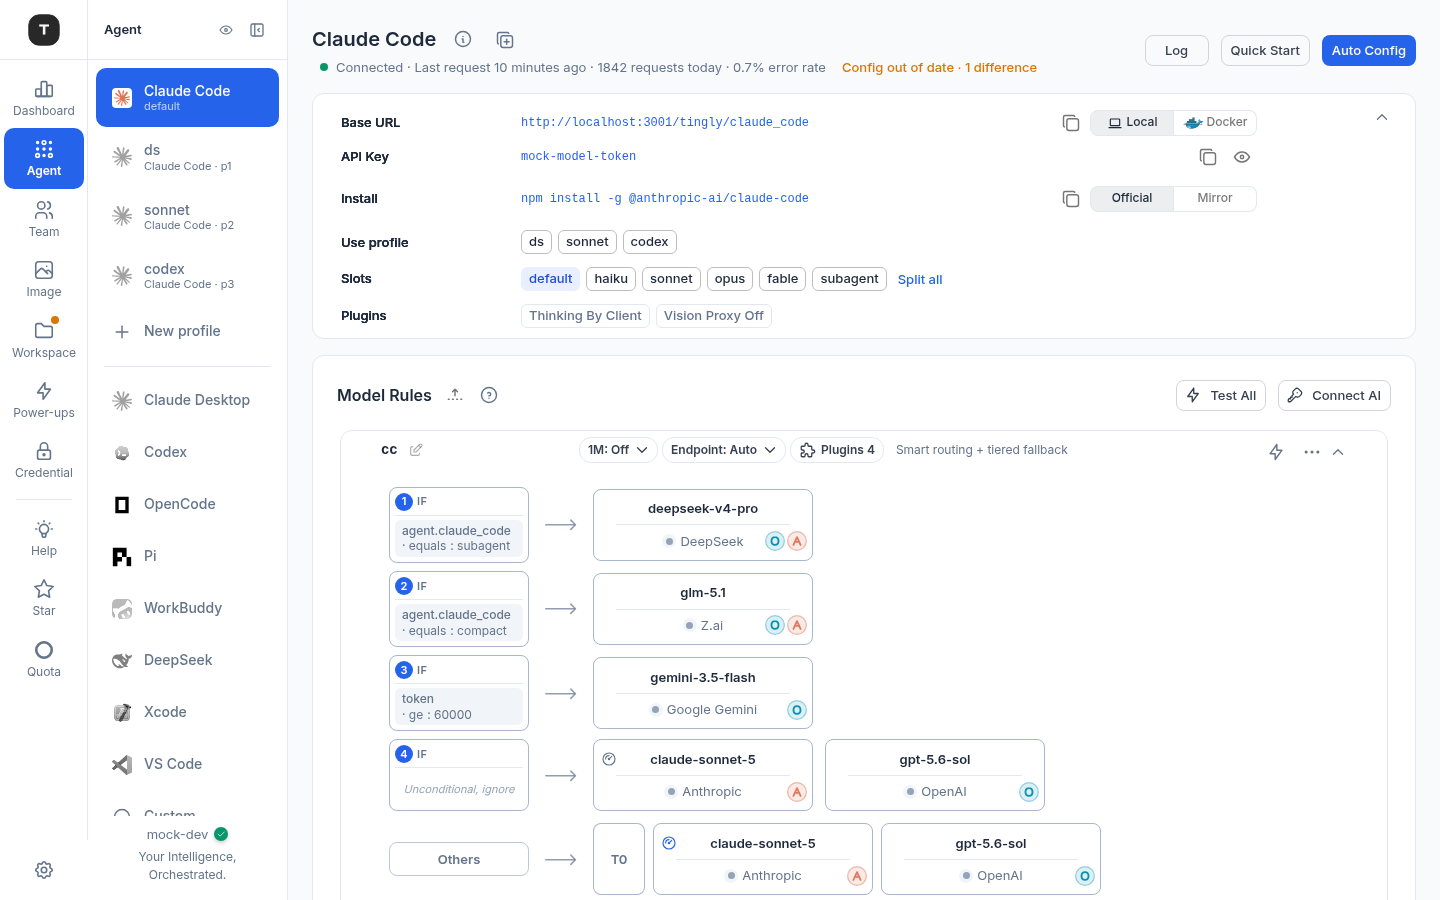 T
Dashboard
Agent
Team
Image
Workspace
Power-ups
Credential
Help
Star
Quota
Agent
Claude Code
default
ds
Claude Code · p1
sonnet
Claude Code · p2
codex
Claude Code · p3
New profile
Claude Desktop
Codex
OpenCode
Pi
WorkBuddy
DeepSeek
Xcode
VS Code
Custom
mock-dev
Your Intelligence,
Orchestrated.
Claude Code
Connected · Last request 10 minutes ago · 1842 requests today · 0.7% error rate Config out of date · 1 difference
Log Quick Start Auto Config
Base URL http://localhost:3001/tingly/claude_code Local Docker
API Key mock-model-token
Install npm install -g @anthropic-ai/claude-code Official Mirror
Use profile ds sonnet codex
Slots default haiku sonnet opus fable subagent Split all
Plugins Thinking By Client Vision Proxy Off
Model Rules Test All Connect AI
cc 1M: Off Endpoint: Auto Plugins 4 Smart routing + tiered fallback
1 IF
agent.claude_code
· equals : subagent
deepseek-v4-pro
DeepSeek O A
2 IF
agent.claude_code
· equals : compact
glm-5.1
Z.ai O A
3 IF
token
· ge : 60000
gemini-3.5-flash
Google Gemini O
4 IF
Unconditional, ignore
claude-sonnet-5
Anthropic A
gpt-5.6-sol
OpenAI O
Others
T0
claude-sonnet-5
Anthropic A
gpt-5.6-sol
OpenAI O